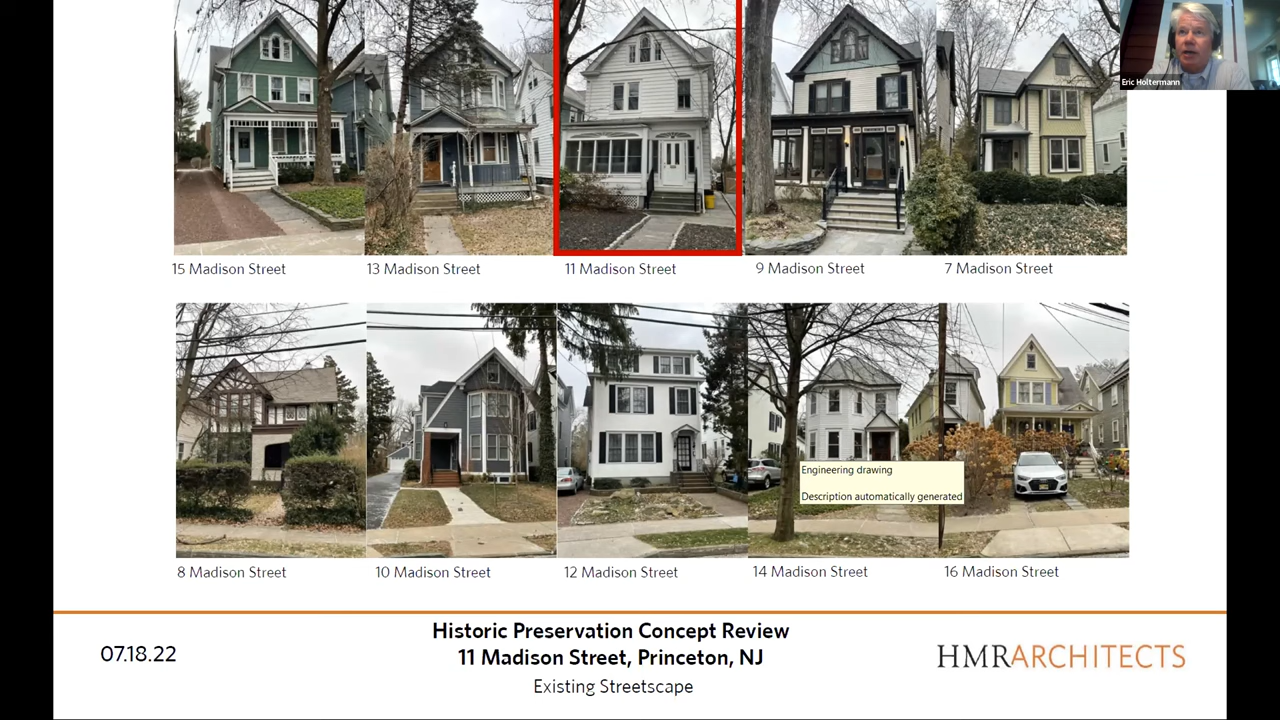 Eric Holtermann
15 Madison Street
13 Madison Street
11 Madison Street
9 Madison Street
7 Madison Street
Engineering drawing
Description automatically generated
8 Madison Street
10 Madison Street
12 Madison Street
14 Madison Street
16 Madison Street
07.18.22
Historic Preservation Concept Review
11 Madison Street, Princeton, NJ
Existing Streetscape
HMRARCHITECTS